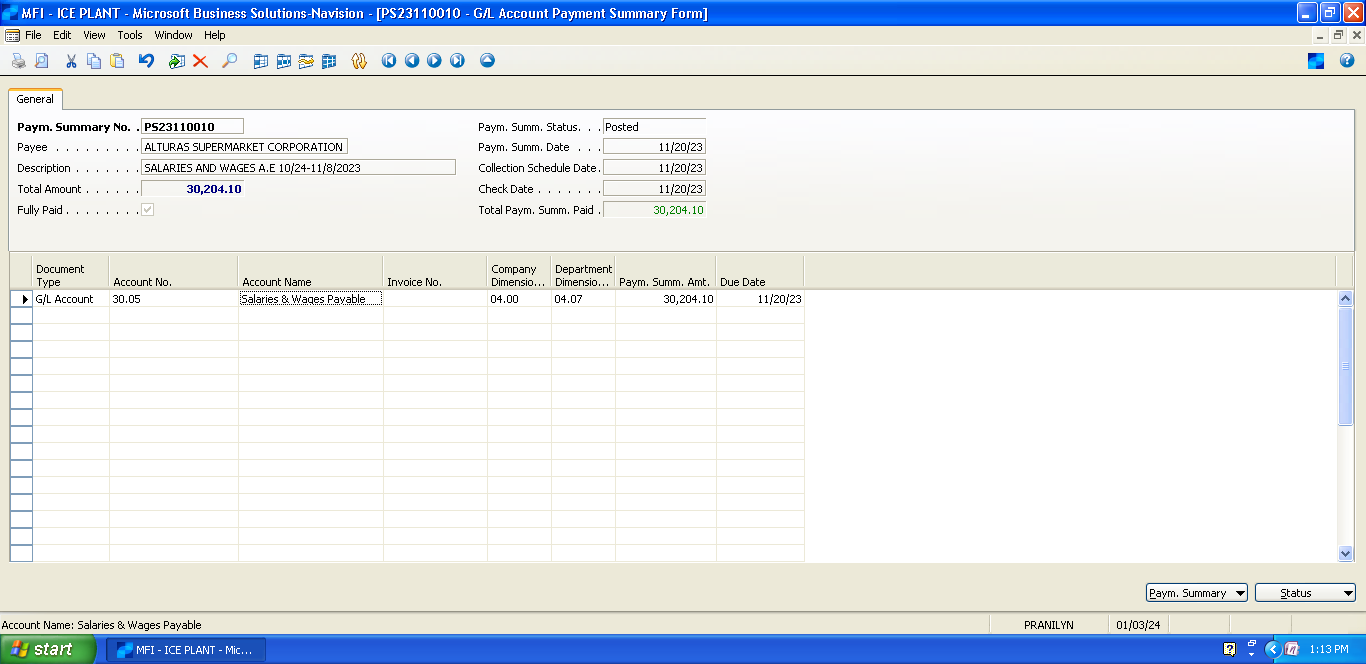 MFI - ICE PLANT - Microsoft Business Solutions-Navision - [PS23110010 - G/L Account Payment Summary Form]
File Edit View Tools Window Help
General
Paym. Summary No. . PS23110010
Payee . . . . . . . . . ALTURAS SUPERMARKET CORPORATION
Description . . . . . . . SALARIES AND WAGES A.E 10/24-11/8/2023
Total Amount . . . . . . 30,204.10
Fully Paid . . . . . . . .
Paym. Summ. Status. . . Posted
Paym. Summ. Date . . . 11/20/23
Collection Schedule Date . 11/20/23
Check Date . . . . . . . 11/20/23
Total Paym. Summ. Paid . 30,204.10
Document Type Account No. Account Name Invoice No. Company Dimensio... Department Dimensio... Paym. Summ. Amt. Due Date
G/L Account 30.05 Salaries & Wages Payable 04.00 04.07 30,204.10 11/20/23
Paym. Summary Status
Account Name: Salaries & Wages Payable PRANILYN 01/03/24
start MFI - ICE PLANT - Mic... 1:13 PM